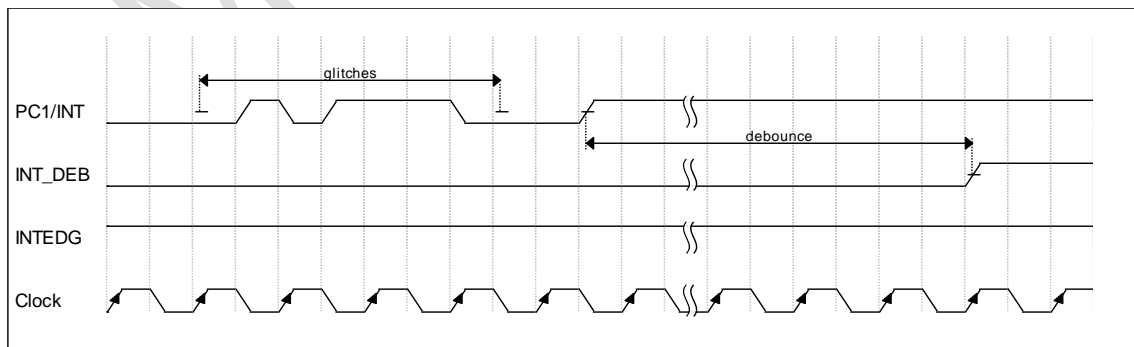 glitches
PC1/INT
debounce
INT_DEB
INTEDG
Clock